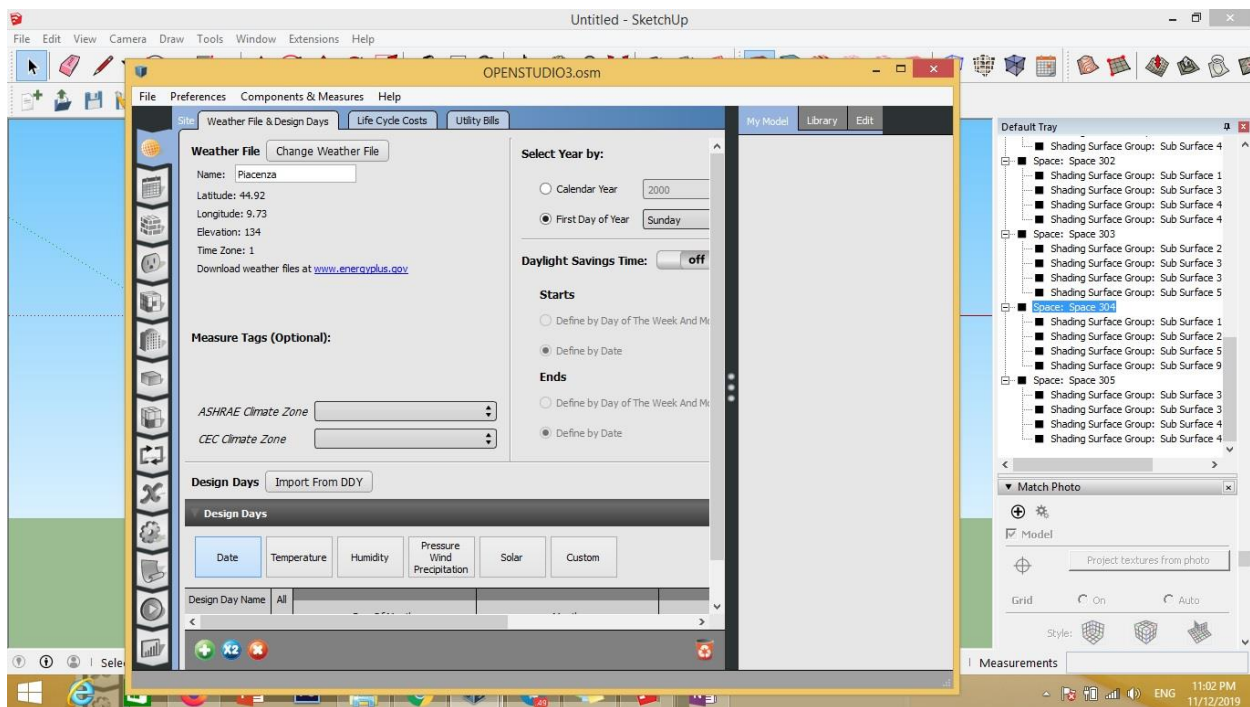 Untitled - SketchUp
File Edit View Camera Draw Tools Window Extensions Help
OPENSTUDIO3.osm
File Preferences Components & Measures Help
Site Weather File & Design Days Life Cycle Costs Utility Bills
My Model Library Edit
Weather File Change Weather File
Name: Piacenza
Latitude: 44.92
Longitude: 9.73
Elevation: 134
Time Zone: 1
Download weather files at www.energyplus.gov
Measure Tags (Optional):
ASHRAE Climate Zone
CEC Climate Zone
Select Year by:
Calendar Year 2000
First Day of Year Sunday
Daylight Savings Time: off
Starts
Define by Day of The Week And Mo
Define by Date
Ends
Define by Day of The Week And Mo
Define by Date
Design Days Import From DDY
Design Days
Date Temperature Humidity Pressure Wind Precipitation Solar Custom
Design Day Name All
X2
Default Tray
Shading Surface Group: Sub Surface 4
Space: Space 302
Shading Surface Group: Sub Surface 1
Shading Surface Group: Sub Surface 3
Shading Surface Group: Sub Surface 4
Shading Surface Group: Sub Surface 4
Space: Space 303
Shading Surface Group: Sub Surface 2
Shading Surface Group: Sub Surface 3
Shading Surface Group: Sub Surface 3
Shading Surface Group: Sub Surface 5
Space: Space 304
Shading Surface Group: Sub Surface 1
Shading Surface Group: Sub Surface 2
Shading Surface Group: Sub Surface 5
Shading Surface Group: Sub Surface 9
Space: Space 305
Shading Surface Group: Sub Surface 3
Shading Surface Group: Sub Surface 3
Shading Surface Group: Sub Surface 4
Shading Surface Group: Sub Surface 4
Match Photo
Model
Project textures from photo
Grid On Auto
Style:
Sele
Measurements
49
ENG
11:02 PM
11/12/2019